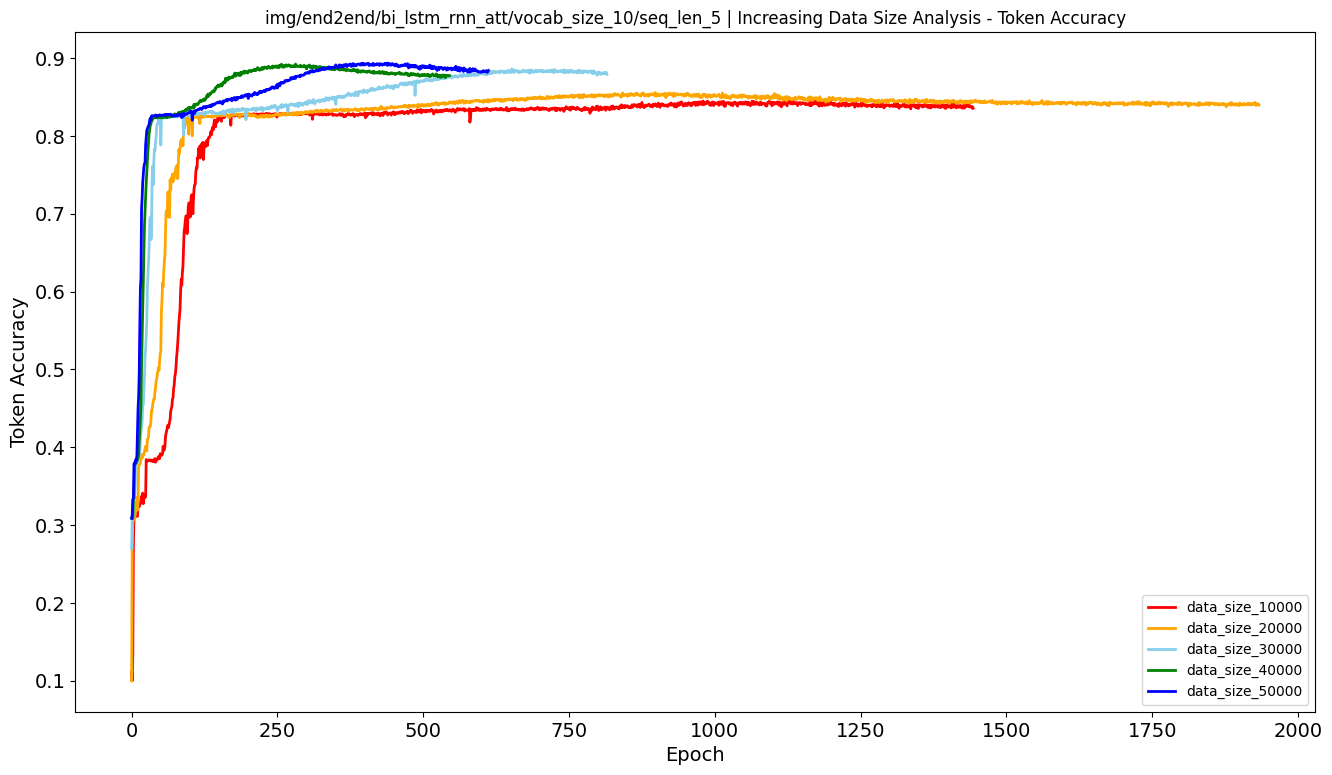 img/end2end/bi_lstm_rnn_att/vocab_size_10/seq_len_5 | Increasing Data Size Analysis - Token Accuracy
Token Accuracy
0.9
0.8
0.7
0.6
0.5
0.4
0.3
0.2
0.1
data_size_10000
data_size_20000
data_size_30000
data_size_40000
data_size_50000
0 250 500 750 1000 1250 1500 1750 2000
Epoch